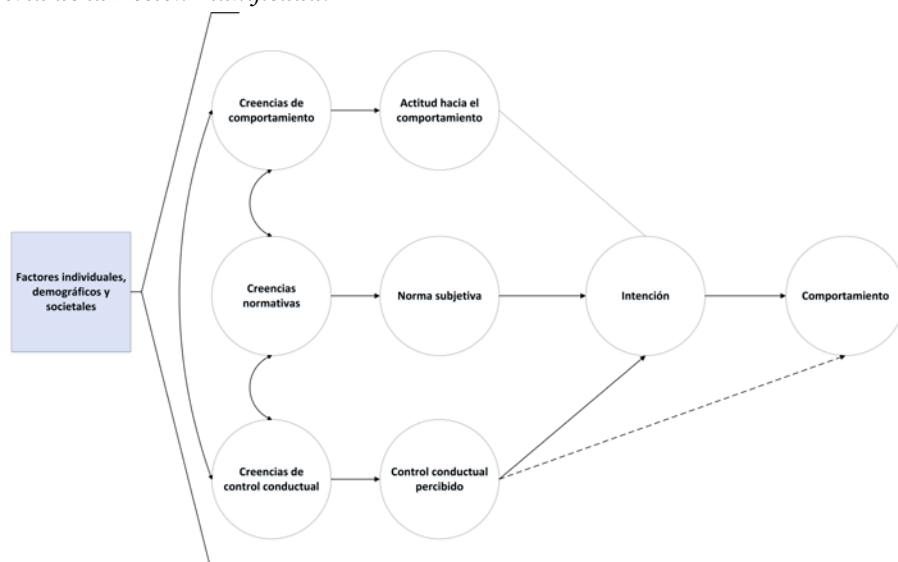 Creencias de
comportamiento
Actitud hacia el
comportamiento
Factores individuales,
demográficos y
societales
Creencias
normativas
Norma subjetiva
Intención
Comportamiento
Creencias de
control conductual
Control conductual
percibido